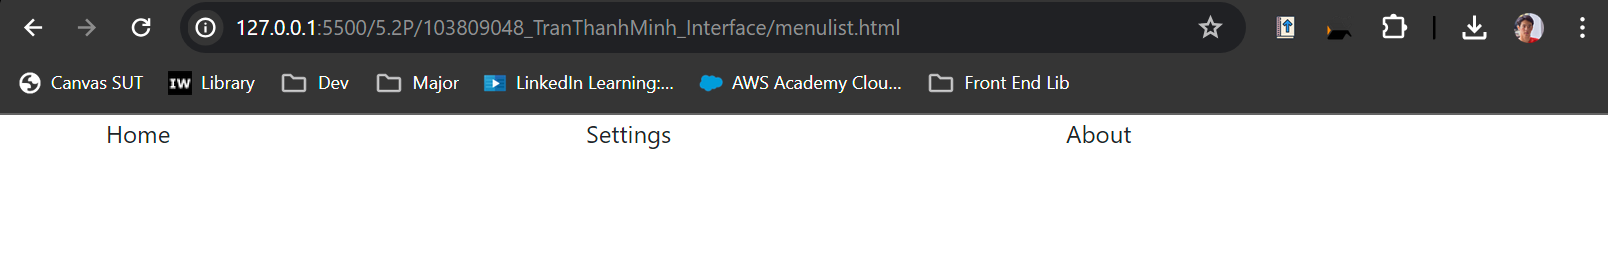 127.0.0.1:5500/5.2P/103809048_TranThanhMinh_Interface/menulist.html
Canvas SUT IW Library Dev Major LinkedIn Learning:... AWS Academy Clou... Front End Lib
Home Settings About